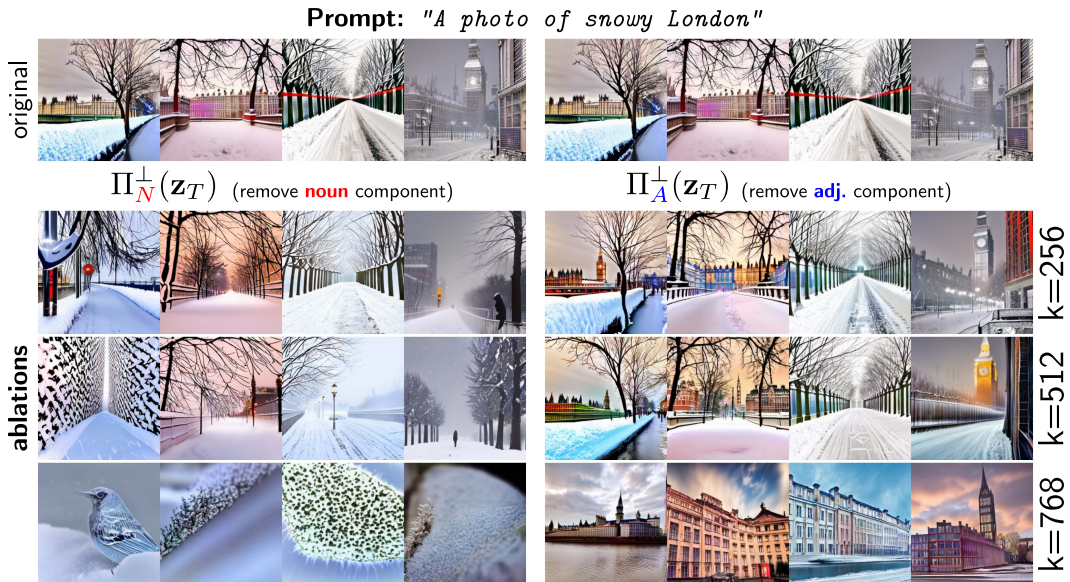 Prompt: "A photo of snowy London"
original
Π⊥N(zT) (remove noun component)
Π⊥A(zT) (remove adj. component)
ablations
k=256
k=512
k=768